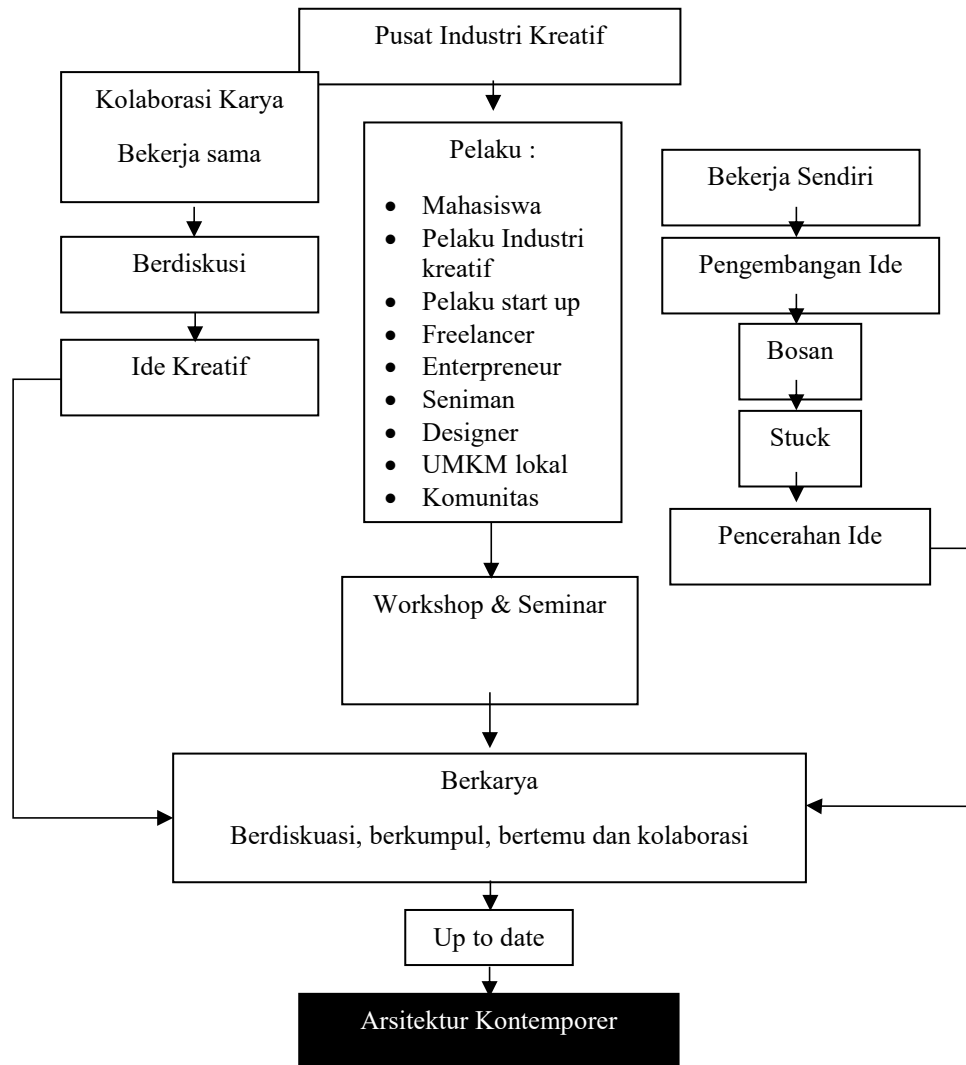 Pusat Industri Kreatif
Kolaborasi Karya
Bekerja sama
Berdiskusi
Ide Kreatif
Pelaku :
• Mahasiswa
• Pelaku Industri
kreatif
• Pelaku start up
• Freelancer
• Enterpreneur
• Seniman
• Designer
• UMKM lokal
• Komunitas
Bekerja Sendiri
Pengembangan Ide
Bosan
Stuck
Pencerahan Ide
Workshop & Seminar
Berkarya
Berdiskuasi, berkumpul, bertemu dan kolaborasi
Up to date
Arsitektur Kontemporer